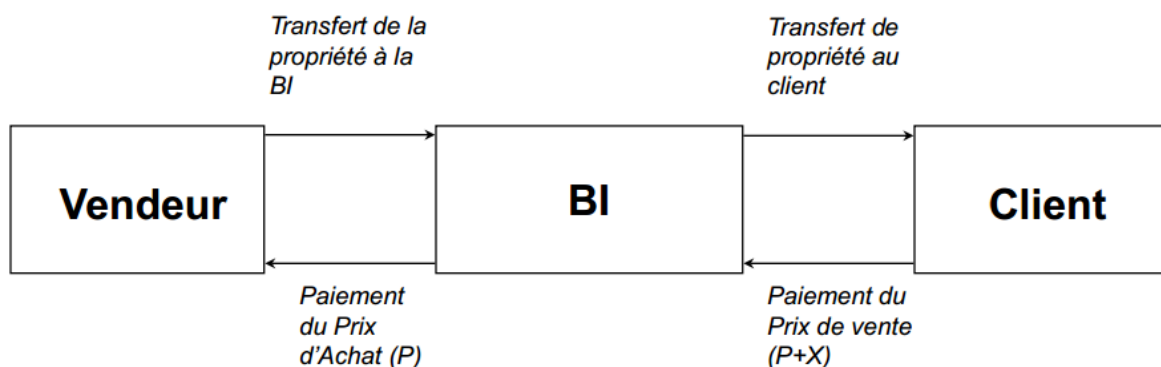 Transfert de la
propriété à la
BI
Transfert de
propriété au
client
Vendeur
BI
Client
Paiement
du Prix
d'Achat (P)
Paiement du
Prix de vente
(P+X)